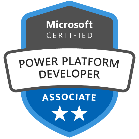 Microsoft
CERTIFIED
POWER PLATFORM
DEVELOPER
ASSOCIATE